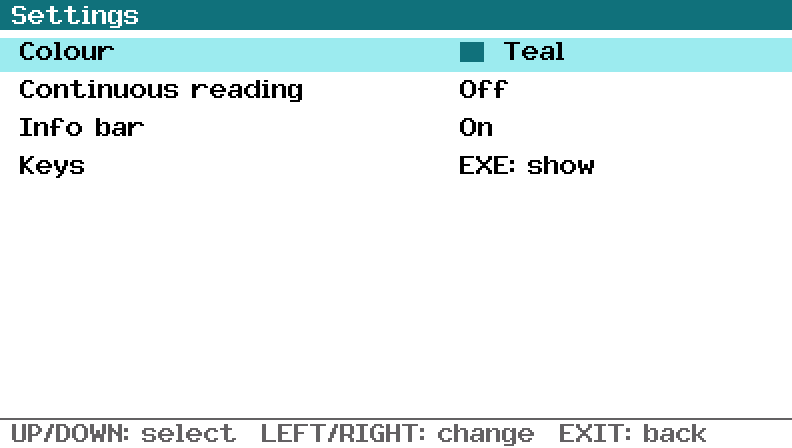 Settings
Colour Teal
Continuous reading Off
Info bar On
Keys EXE: show
UP/DOWN: select LEFT/RIGHT: change EXIT: back